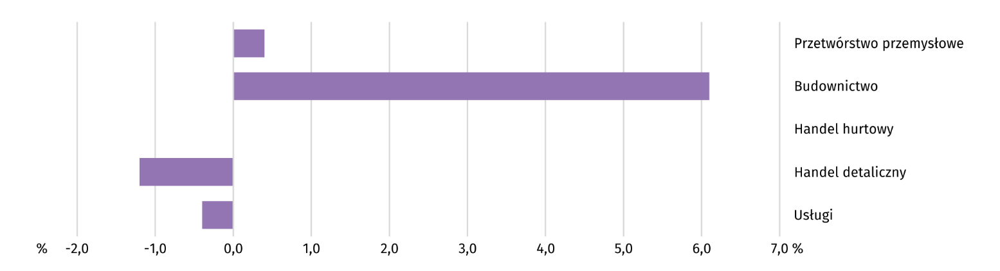 Przetwórstwo przemysłowe
Budownictwo
Handel hurtowy
Handel detaliczny
Usługi
% -2,0 -1,0 0,0 1,0 2,0 3,0 4,0 5,0 6,0 7,0 %